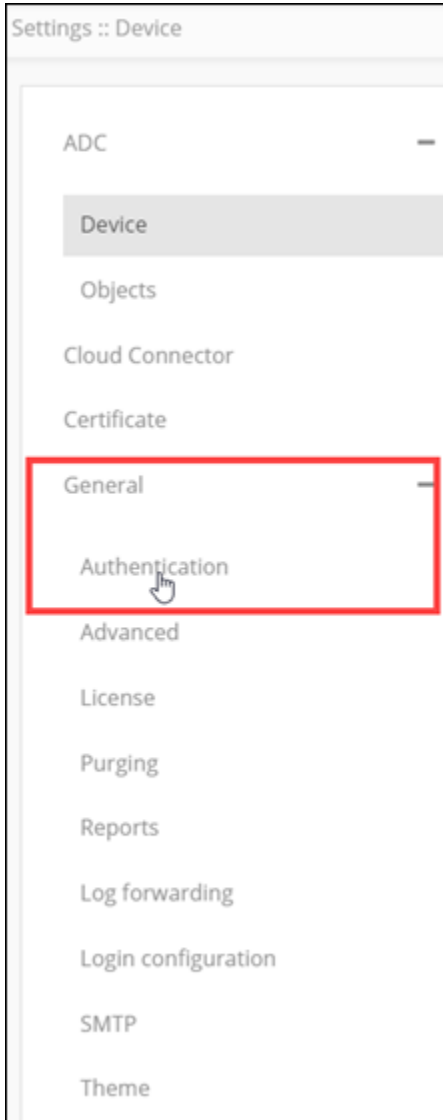 Settings :: Device
ADC
Device
Objects
Cloud Connector
Certificate
General
Authentication
Advanced
License
Purging
Reports
Log forwarding
Login configuration
SMTP
Theme